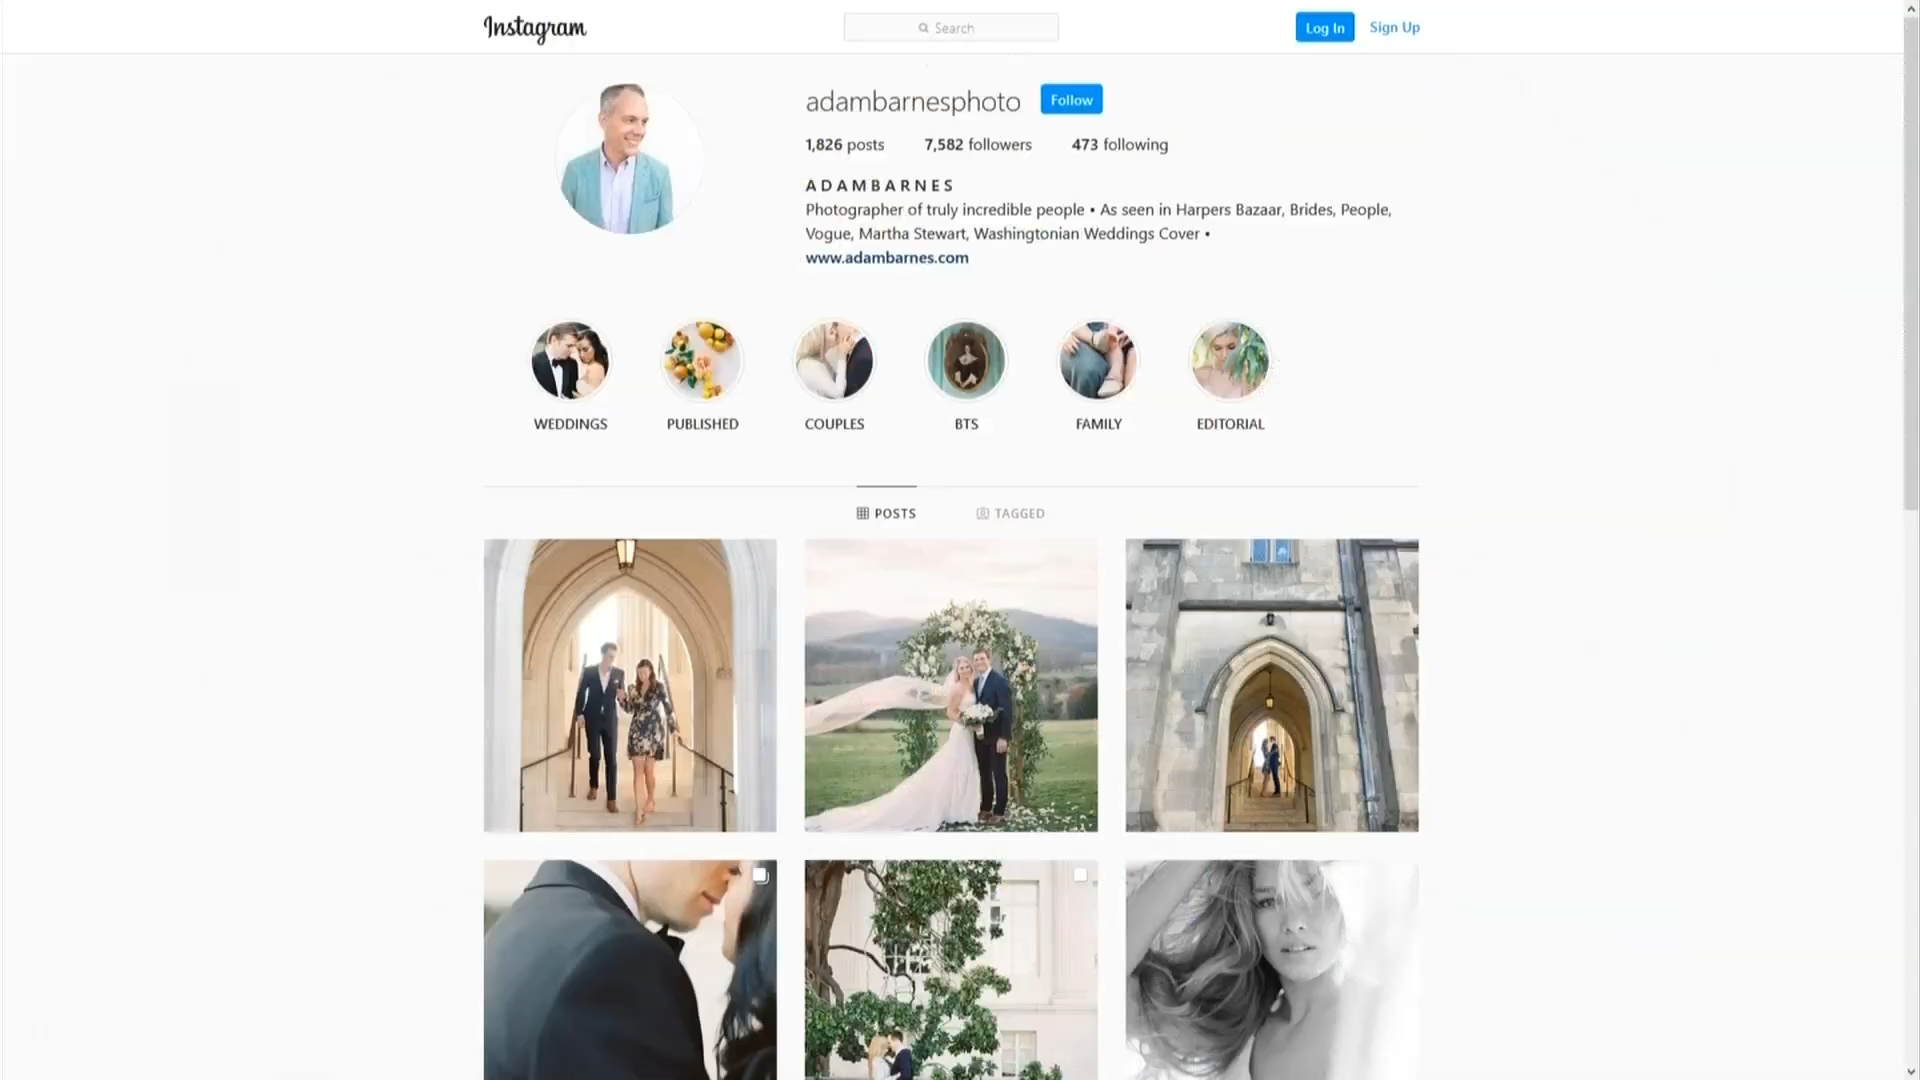 Instagram
Search
Log In
Sign Up
adambarnesphoto
Follow
1,826 posts 7,582 followers 473 following
A D A M B A R N E S
Photographer of truly incredible people • As seen in Harpers Bazaar, Brides, People,
Vogue, Martha Stewart, Washingtonian Weddings Cover •
www.adambarnes.com
WEDDINGS PUBLISHED COUPLES BTS FAMILY EDITORIAL
POSTS TAGGED